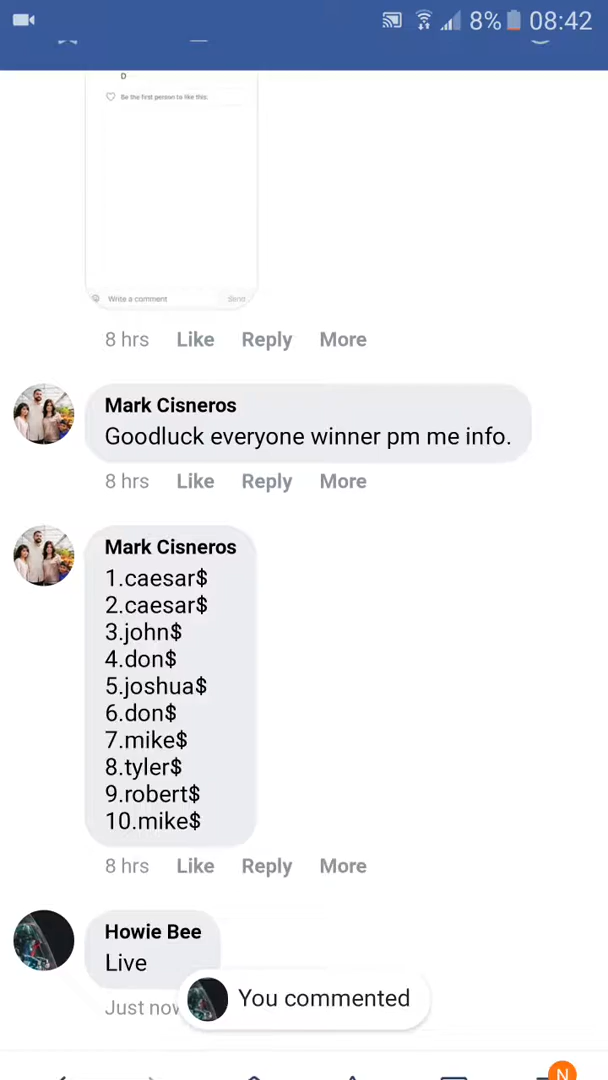 8% 08:42
D
Be the first person to like this.
Write a comment Send
8 hrs Like Reply More
Mark Cisneros
Goodluck everyone winner pm me info.
8 hrs Like Reply More
Mark Cisneros
1.caesar$
2.caesar$
3.john$
4.don$
5.joshua$
6.don$
7.mike$
8.tyler$
9.robert$
10.mike$
8 hrs Like Reply More
Howie Bee
Live
Just now
You commented
N